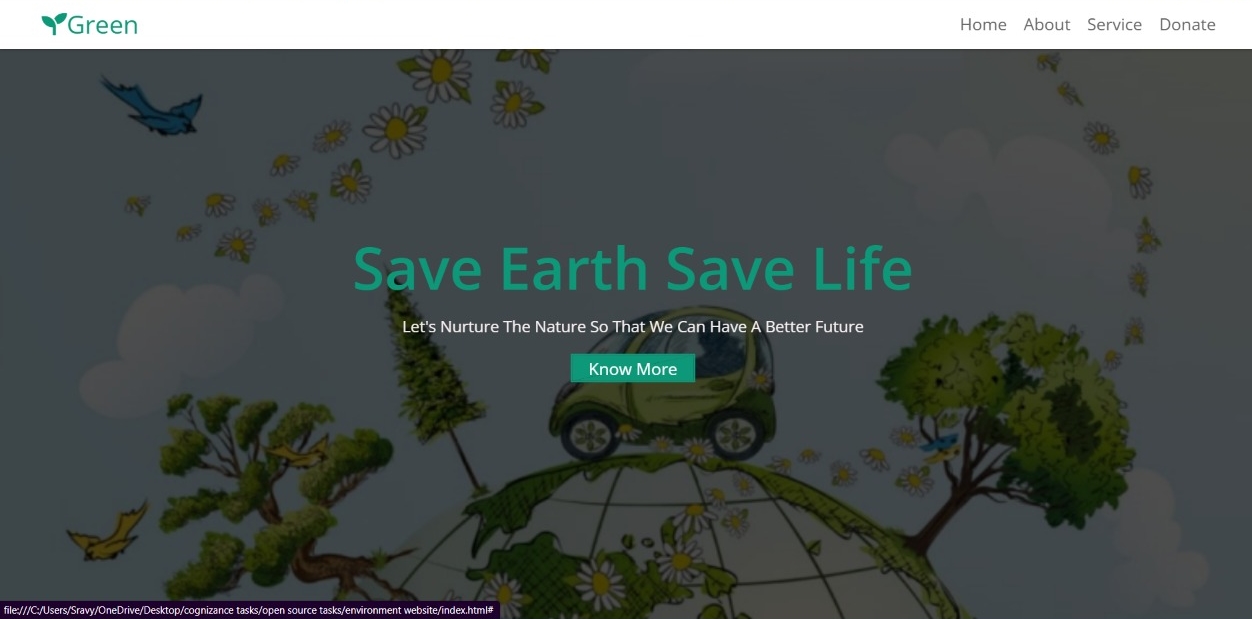 Green
Home About Service Donate
Save Earth Save Life
Let's Nurture The Nature So That We Can Have A Better Future
Know More
file:///C:/Users/Sravy/OneDrive/Desktop/cognizance tasks/open source tasks/environment website/index.html#